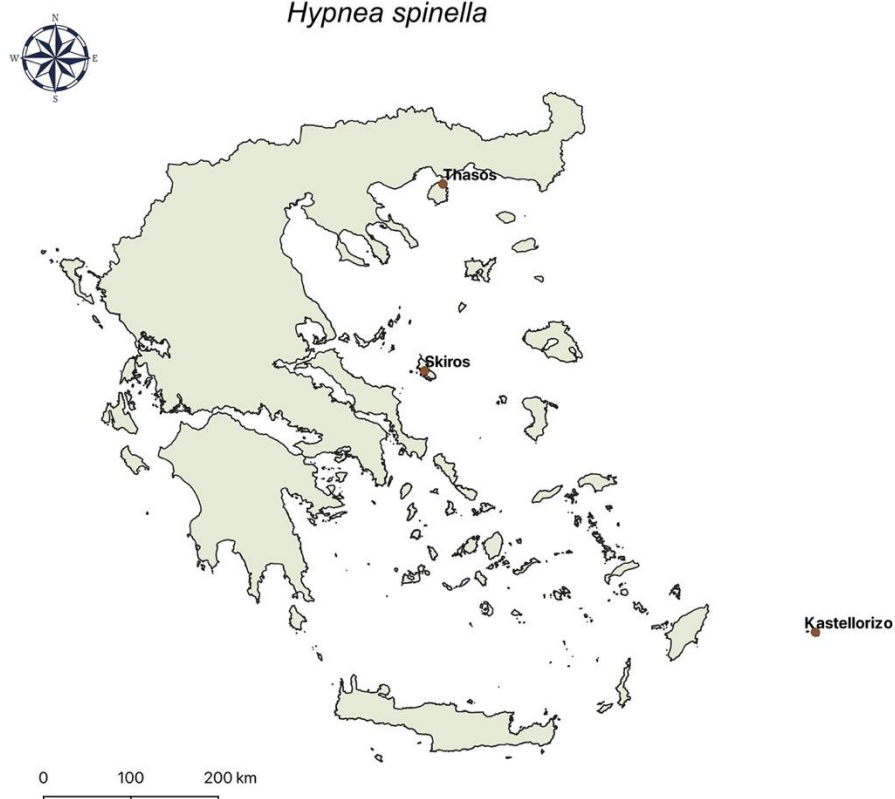 Hypnea spinella
N
W E
S
Thasos
Skiros
Kastellorizo
0 100 200 km